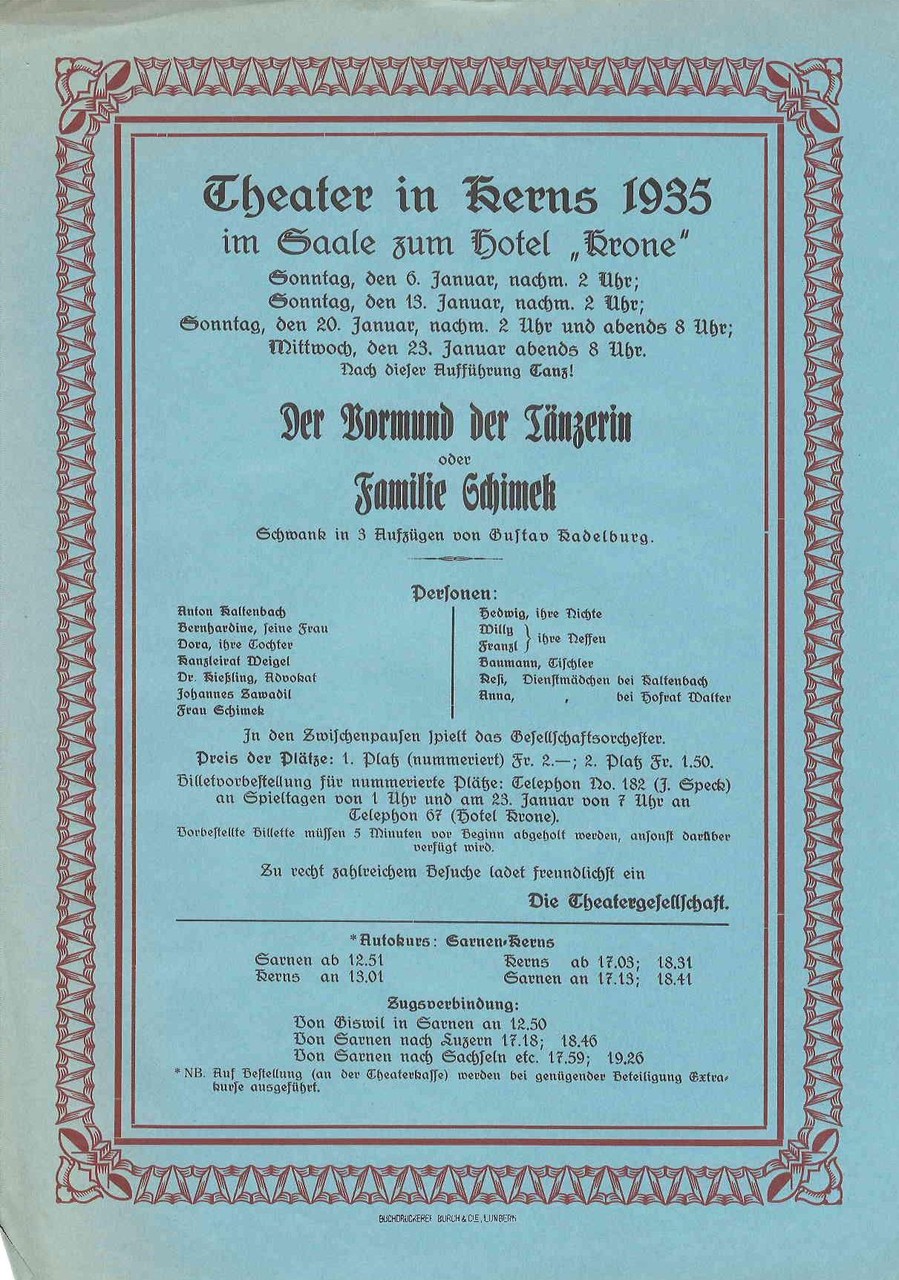 Theater in Kerns 1935
im Saale zum Hotel „Krone“
Sonntag, den 6. Januar, nachm. 2 Uhr;
Sonntag, den 13. Januar, nachm. 2 Uhr;
Sonntag, den 20. Januar, nachm. 2 Uhr und abends 8 Uhr;
Mittwoch, den 23. Januar abends 8 Uhr.
Nach dieser Aufführung Tanz!
Der Vormund der Tänzerin
oder
Familie Schimek
Schwank in 3 Aufzügen von Gustav Kadelburg.
Personen:
Anton Kaltenbach
Bernhardine, seine Frau
Dora, ihre Tochter
Kanzleirat Weigel
Dr. Kießling, Advokat
Johannes Zawadil
Frau Schimek
Hedwig, ihre Nichte
Willy } ihre Neffen
Franzl
Baumann, Tischler
Resi, Dienstmädchen bei Kaltenbach
Anna, „ bei Hofrat Walter
In den Zwischenpausen spielt das Gesellschaftsorchester.
Preis der Plätze: 1. Platz (nummeriert) Fr. 2.—; 2. Platz Fr. 1.50.
Billetvorbestellung für nummerierte Plätze: Telephon No. 182 (J. Speck)
an Spieltagen von 1 Uhr und am 23. Januar von 7 Uhr an
Telephon 67 (Hotel Krone).
Vorbestellte Billette müssen 5 Minuten vor Beginn abgeholt werden, ansonst darüber
verfügt wird.
Zu recht zahlreichem Besuche ladet freundlichst ein
Die Theatergesellschaft.
*Autokurs: Sarnen-Kerns
Sarnen ab 12.51
Kerns an 13.01
Kerns ab 17.03; 18.31
Sarnen an 17.13; 18.41
Zugsverbindung:
Von Giswil in Sarnen an 12.50
Von Sarnen nach Luzern 17.18; 18.46
Von Sarnen nach Sachseln etc. 17.59; 19.26
* NB. Auf Bestellung (an der Theaterkasse) werden bei genügender Beteiligung Extra-
kurse ausgeführt.
BUCHDRUCKEREI BURCH & CIE., LUNGERN